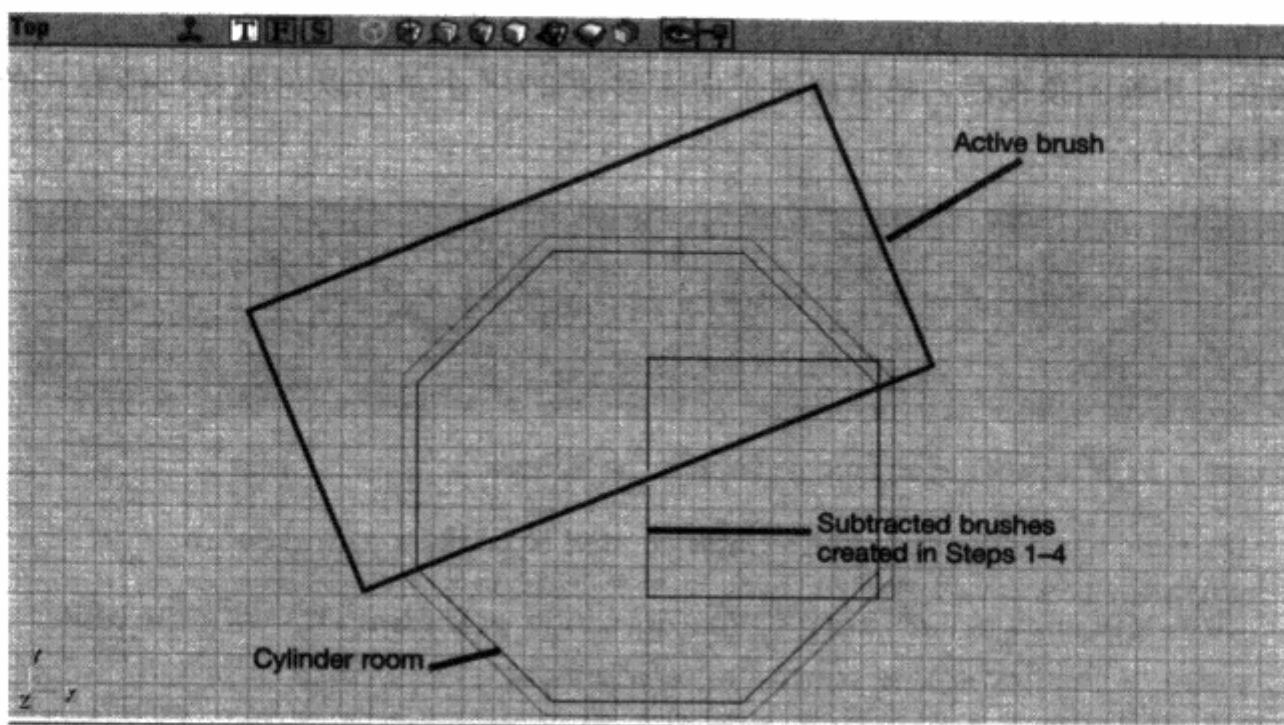 Top
T F S
Active brush
Subtracted brushes
created in Steps 1–4
Cylinder room
Z